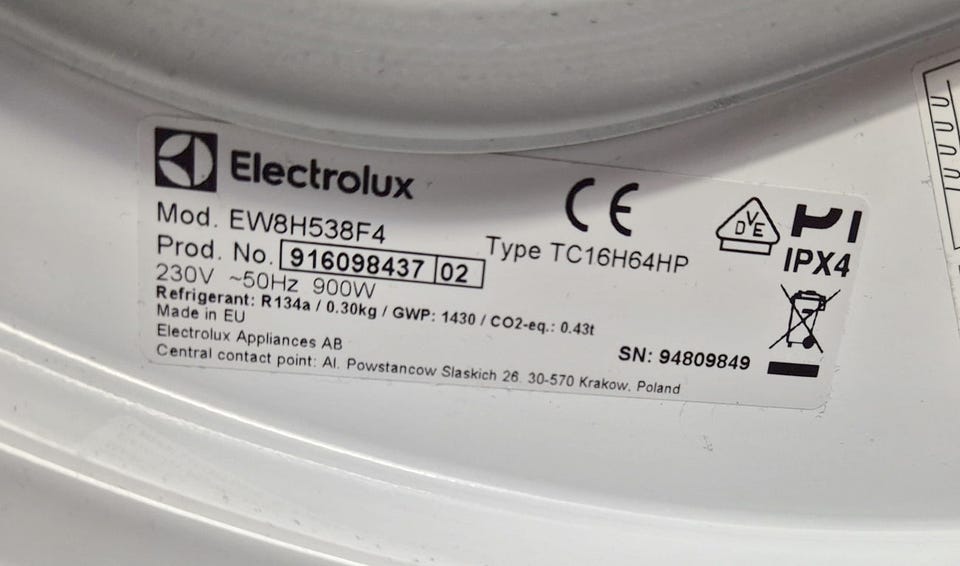 Electrolux
CE
Mod. EW8H538F4
Type TC16H64HP
VDE
IPX4
Prod. No. 916098437 02
230V ~50Hz 900W
Refrigerant: R134a / 0.30kg / GWP: 1430 / CO2-eq.: 0.43t
Made in EU
Electrolux Appliances AB
SN: 94809849
Central contact point: Al. Powstancow Slaskich 26. 30-570 Krakow. Poland